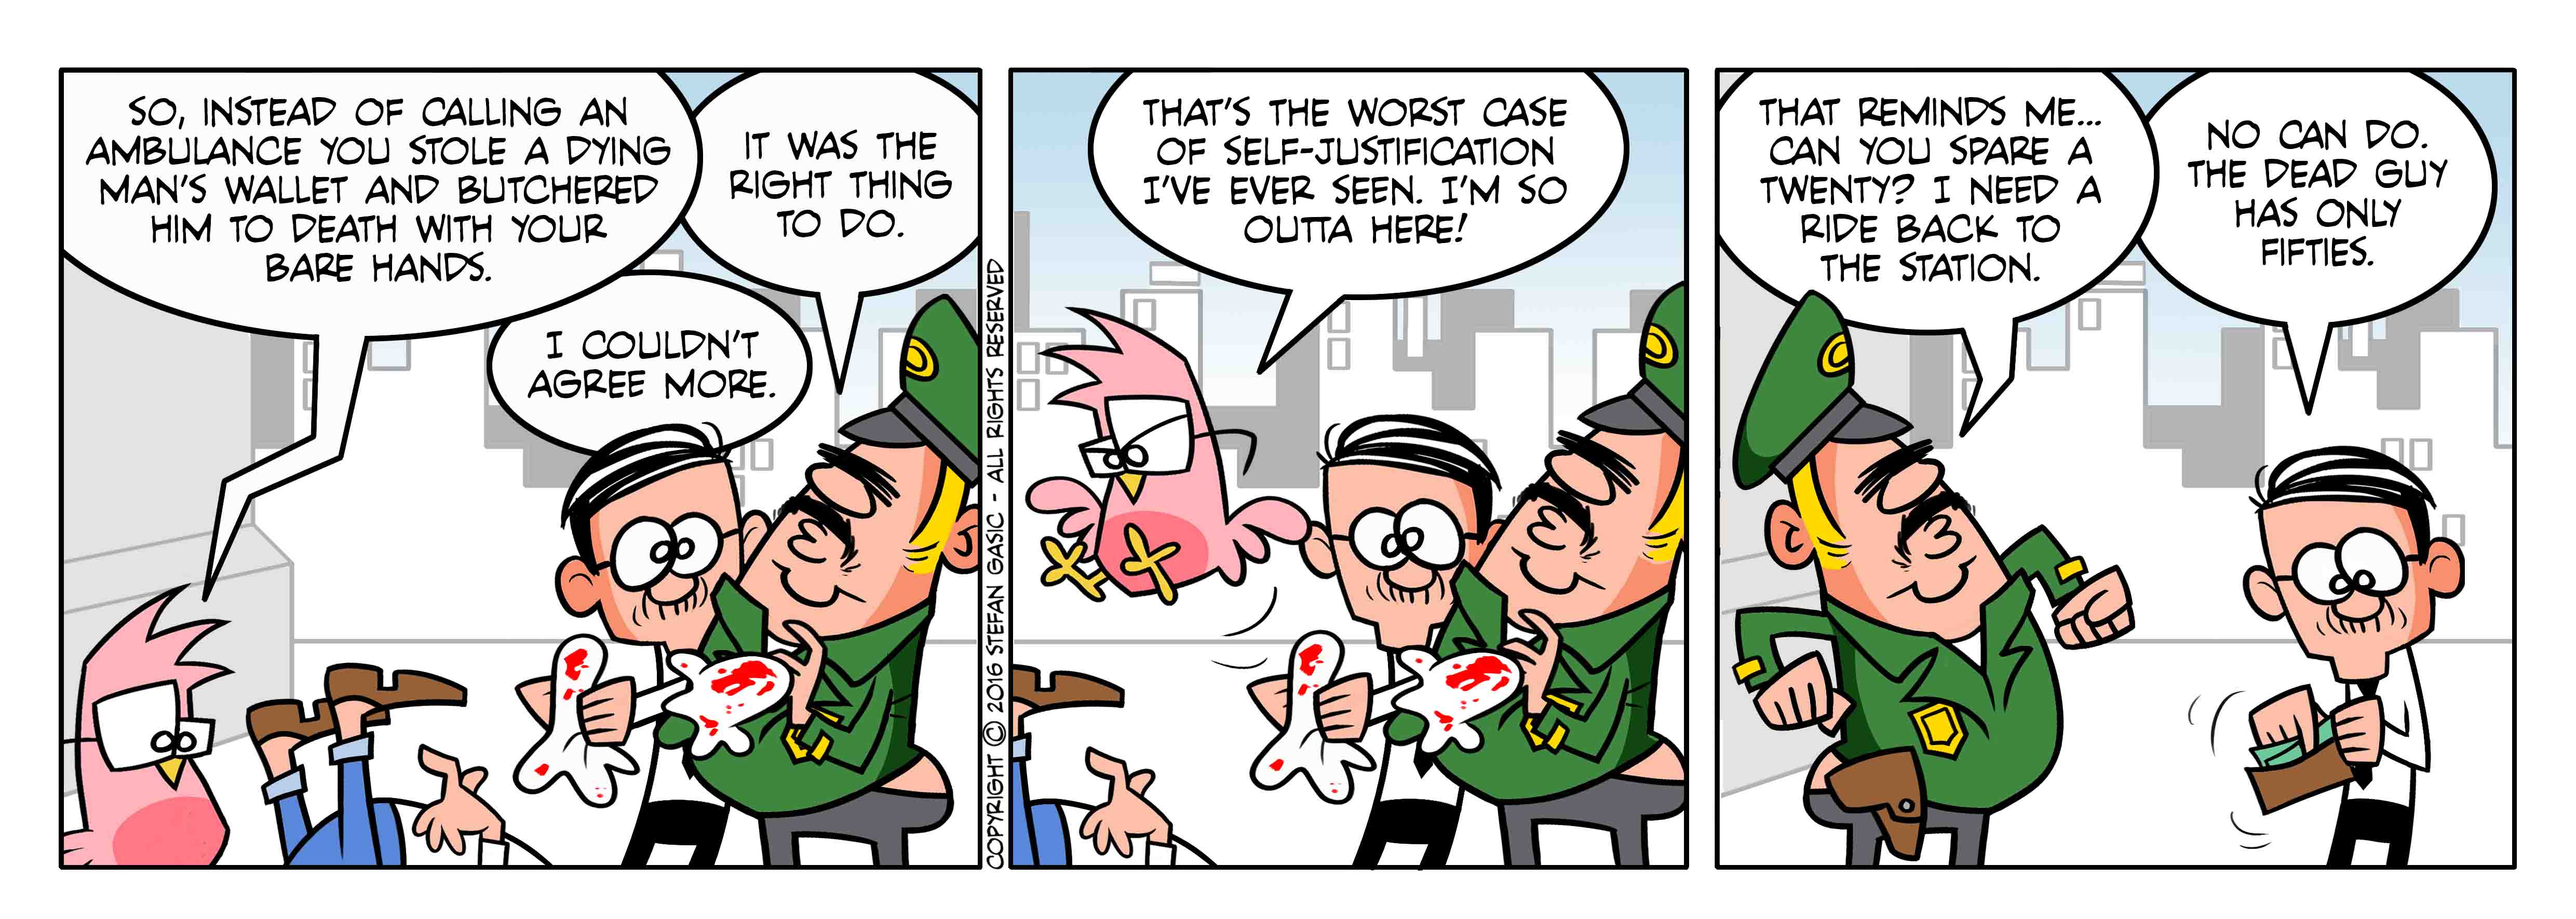 SO, INSTEAD OF CALLING AN
AMBULANCE YOU STOLE A DYING
MAN'S WALLET AND BUTCHERED
HIM TO DEATH WITH YOUR
BARE HANDS.
IT WAS THE
RIGHT THING
TO DO.
I COULDN'T
AGREE MORE.
COPYRIGHT © 2016 STEFAN GASIC - ALL RIGHTS RESERVED
THAT'S THE WORST CASE
OF SELF-JUSTIFICATION
I'VE EVER SEEN. I'M SO
OUTTA HERE!
THAT REMINDS ME...
CAN YOU SPARE A
TWENTY? I NEED A
RIDE BACK TO
THE STATION.
NO CAN DO.
THE DEAD GUY
HAS ONLY
FIFTIES.